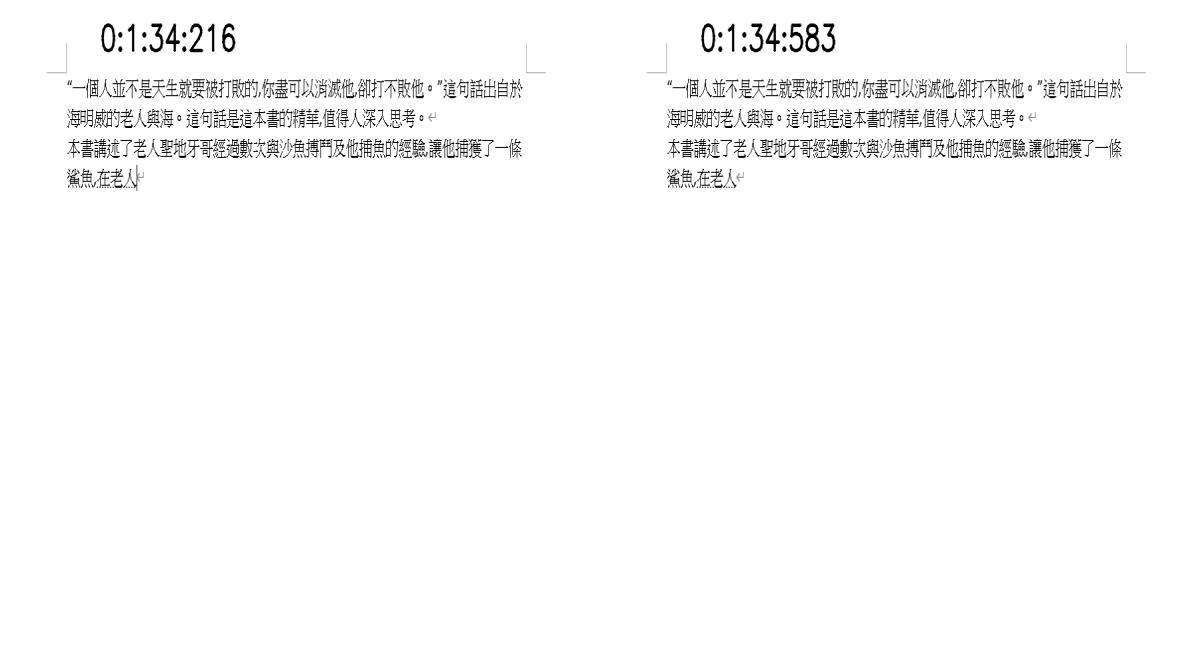 0:1:34:216
“一個人並不是天生就要被打敗的,你盡可以消滅他,卻打不敗他。”這句話出自於
海明威的老人與海。這句話是這本書的精華,值得人深入思考。
本書講述了老人聖地牙哥經過數次與沙魚搏鬥及他捕魚的經驗,讓他捕獲了一條
鯊魚,在老人
0:1:34:583
“一個人並不是天生就要被打敗的,你盡可以消滅他,卻打不敗他。”這句話出自於
海明威的老人與海。這句話是這本書的精華,值得人深入思考。
本書講述了老人聖地牙哥經過數次與沙魚搏鬥及他捕魚的經驗,讓他捕獲了一條
鯊魚,在老人